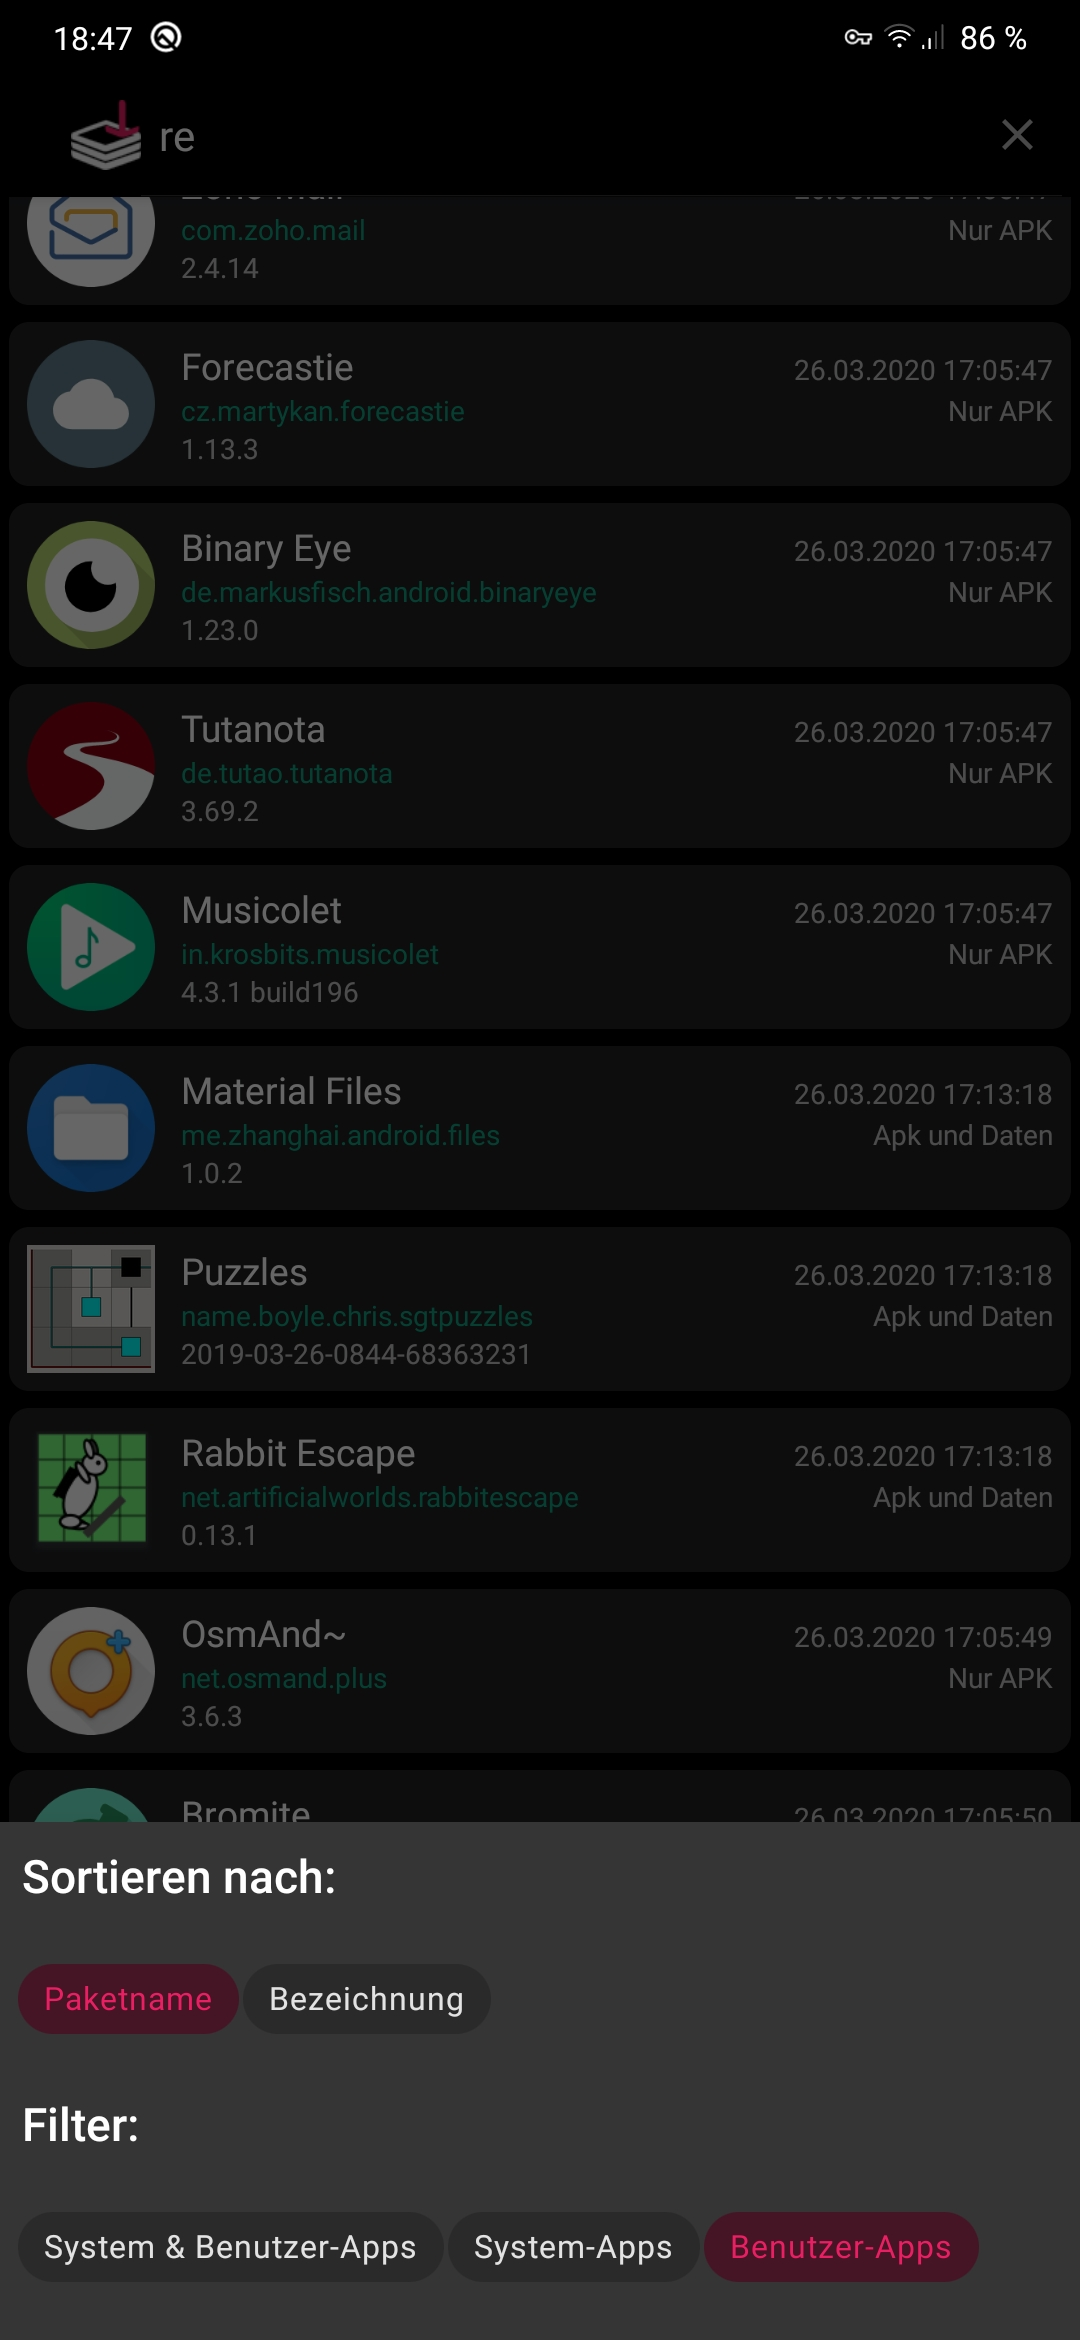 18:47 86 %
re
com.zoho.mail Nur APK
2.4.14
Forecastie 26.03.2020 17:05:47
cz.martykan.forecastie Nur APK
1.13.3
Binary Eye 26.03.2020 17:05:47
de.markusfisch.android.binaryeye Nur APK
1.23.0
Tutanota 26.03.2020 17:05:47
de.tutao.tutanota Nur APK
3.69.2
Musicolet 26.03.2020 17:05:47
in.krosbits.musicolet Nur APK
4.3.1 build196
Material Files 26.03.2020 17:13:18
me.zhanghai.android.files Apk und Daten
1.0.2
Puzzles 26.03.2020 17:13:18
name.boyle.chris.sgtpuzzles Apk und Daten
2019-03-26-0844-68363231
Rabbit Escape 26.03.2020 17:13:18
net.artificialworlds.rabbitescape Apk und Daten
0.13.1
OsmAnd~ 26.03.2020 17:05:49
net.osmand.plus Nur APK
3.6.3
Bromite 26.03.2020 17:05:50
Sortieren nach:
Paketname Bezeichnung
Filter:
System & Benutzer-Apps System-Apps Benutzer-Apps